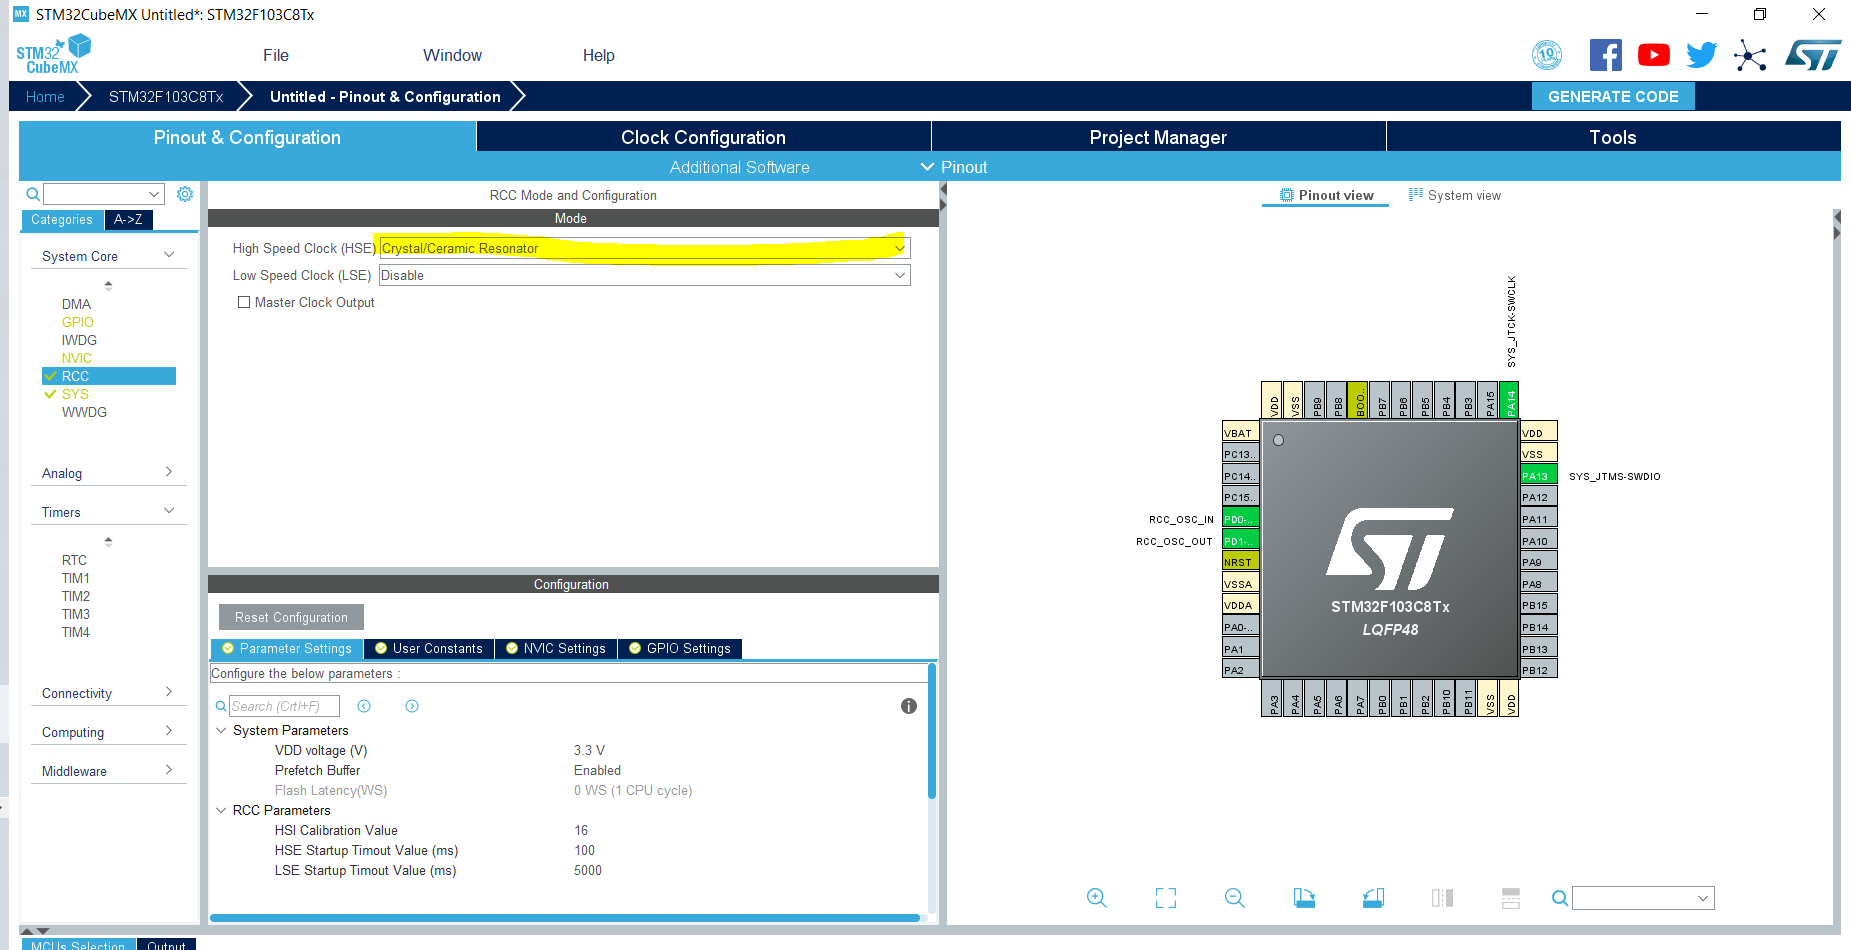 MX STM32CubeMX Untitled*: STM32F103C8Tx
STM32 CubeMX
File Window Help
10
Home STM32F103C8Tx Untitled - Pinout & Configuration GENERATE CODE
Pinout & Configuration Clock Configuration Project Manager Tools
Additional Software Pinout
Categories A->Z
System Core
DMA
GPIO
IWDG
NVIC
RCC
SYS
WWDG
Analog
Timers
RTC
TIM1
TIM2
TIM3
TIM4
Connectivity
Computing
Middleware
RCC Mode and Configuration
Mode
High Speed Clock (HSE) Crystal/Ceramic Resonator
Low Speed Clock (LSE) Disable
Master Clock Output
Configuration
Reset Configuration
Parameter Settings User Constants NVIC Settings GPIO Settings
Configure the below parameters :
Search (Crtl+F)
System Parameters
VDD voltage (V) 3.3 V
Prefetch Buffer Enabled
Flash Latency(WS) 0 WS (1 CPU cycle)
RCC Parameters
HSI Calibration Value 16
HSE Startup Timout Value (ms) 100
LSE Startup Timout Value (ms) 5000
Pinout view System view
SYS_JTCK-SWCLK
VDD VSS PB9 PB8 BOO.. PB7 PB6 PB5 PB4 PB3 PA15 PA14
VBAT
PC13..
PC14..
PC15..
RCC_OSC_IN PD0-..
RCC_OSC_OUT PD1-..
NRST
VSSA
VDDA
PA0-..
PA1
PA2
STM32F103C8Tx
LQFP48
VDD
VSS
PA13 SYS_JTMS-SWDIO
PA12
PA11
PA10
PA9
PA8
PB15
PB14
PB13
PB12
PA3 PA4 PA5 PA6 PA7 PB0 PB1 PB2 PB10 PB11 VSS VDD
MCUs Selection Output